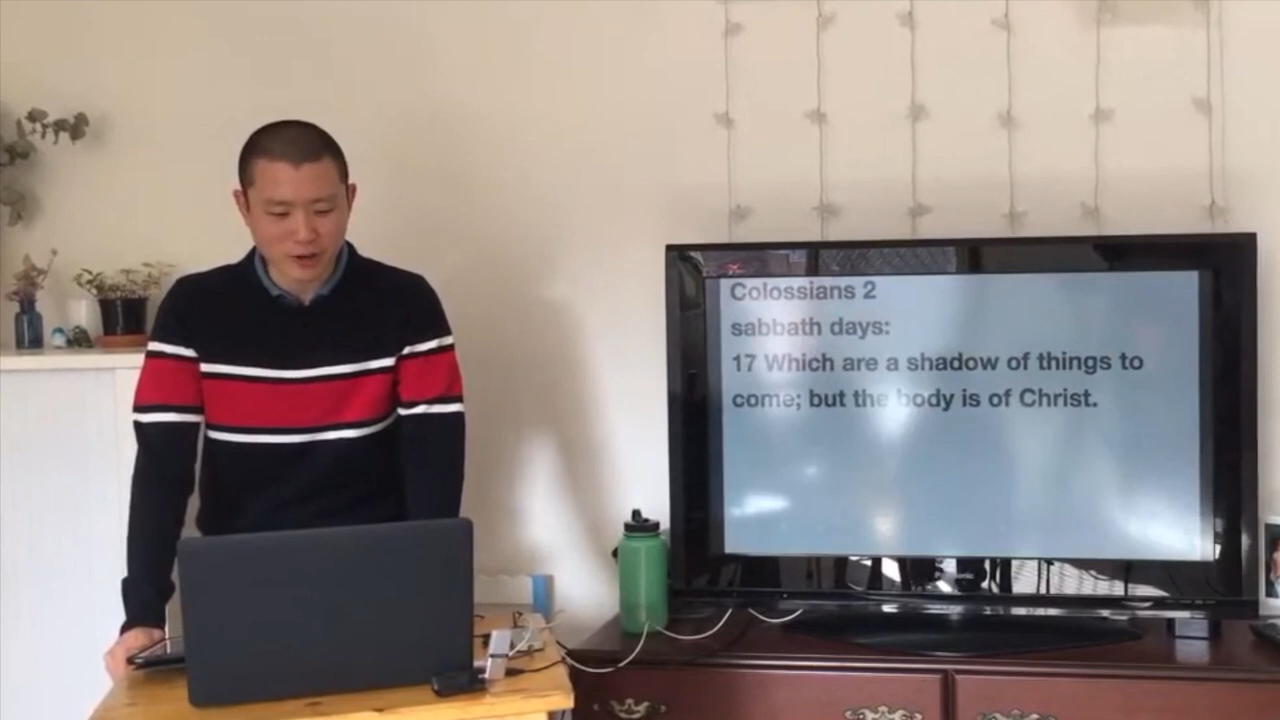 Colossians 2
sabbath days:
17 Which are a shadow of things to
come; but the body is of Christ.